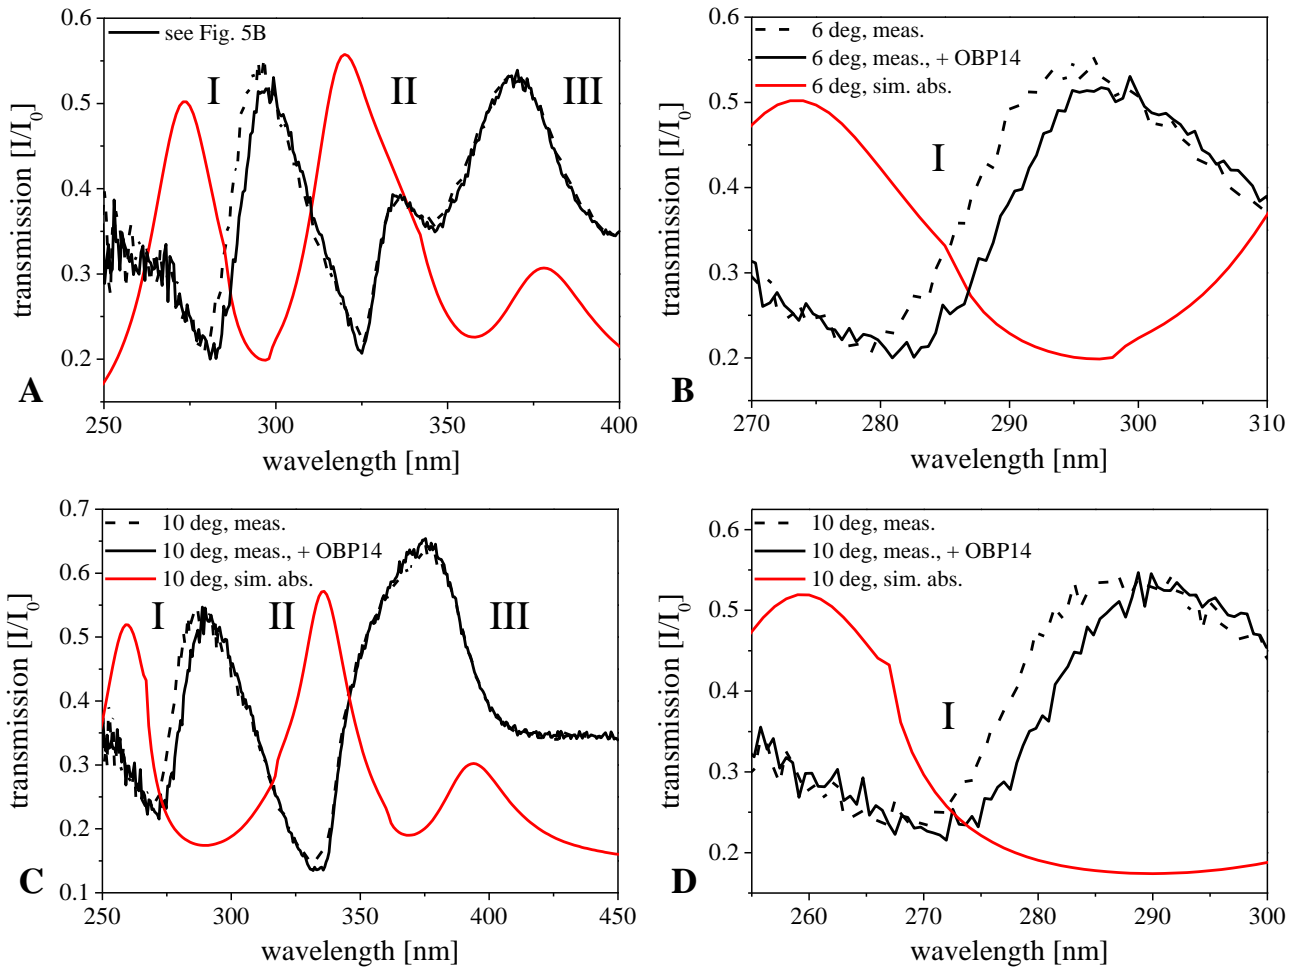 see Fig. 5B
I
II
III
0.6
0.5
0.4
0.3
0.2
transmission [I/I0]
250
300
350
400
wavelength [nm]
A
6 deg, meas.
6 deg, meas., + OBP14
6 deg, sim. abs.
I
0.6
0.5
0.4
0.3
0.2
transmission [I/I0]
270
280
290
300
310
wavelength [nm]
B
10 deg, meas.
10 deg, meas., + OBP14
10 deg, sim. abs.
I
II
III
0.7
0.6
0.5
0.4
0.3
0.2
0.1
transmission [I/I0]
250
300
350
400
450
wavelength [nm]
C
10 deg, meas.
10 deg, meas., + OBP14
10 deg, sim. abs.
I
0.6
0.5
0.4
0.3
0.2
transmission [I/I0]
260
270
280
290
300
wavelength [nm]
D